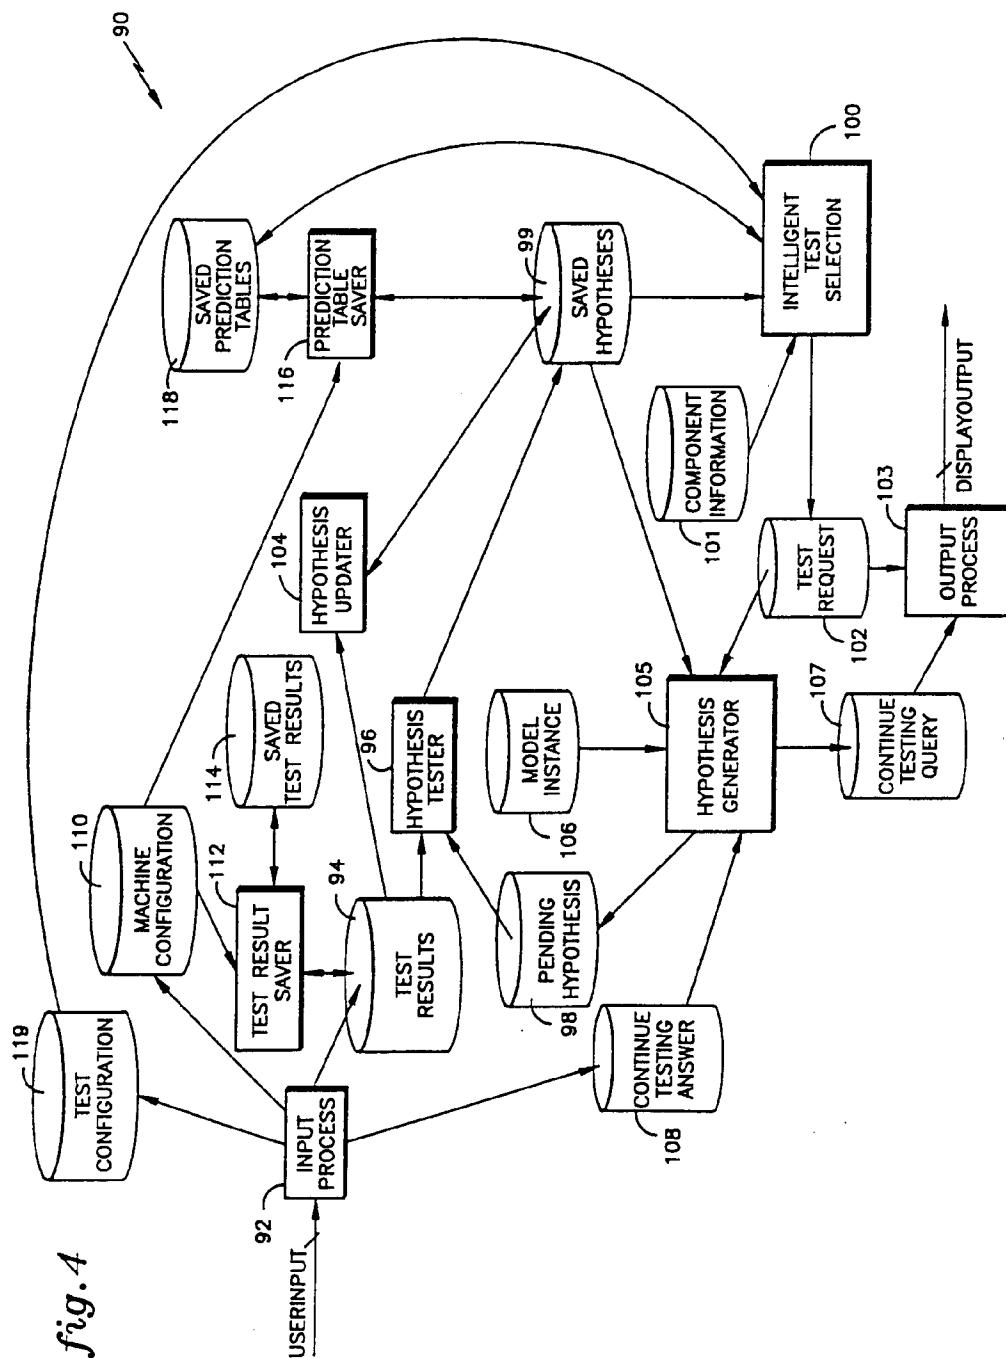 fig.4
90
USERINPUT
92
INPUT
PROCESS
119
TEST
CONFIGURATION
110
MACHINE
CONFIGURATION
112
TEST RESULT
SAVER
114
SAVED
TEST RESULTS
94
TEST
RESULTS
104
HYPOTHESIS
UPDATER
96
HYPOTHESIS
TESTER
98
PENDING
HYPOTHESIS
108
CONTINUE
TESTING
ANSWER
106
MODEL
INSTANCE
105
HYPOTHESIS
GENERATOR
107
CONTINUE
TESTING
QUERY
118
SAVED
PREDICTION
TABLES
116
PREDICTION
TABLE
SAVER
99
SAVED
HYPOTHESES
101
COMPONENT
INFORMATION
100
INTELLIGENT
TEST
SELECTION
102
TEST
REQUEST
103
OUTPUT
PROCESS
DISPLAYOUTPUT